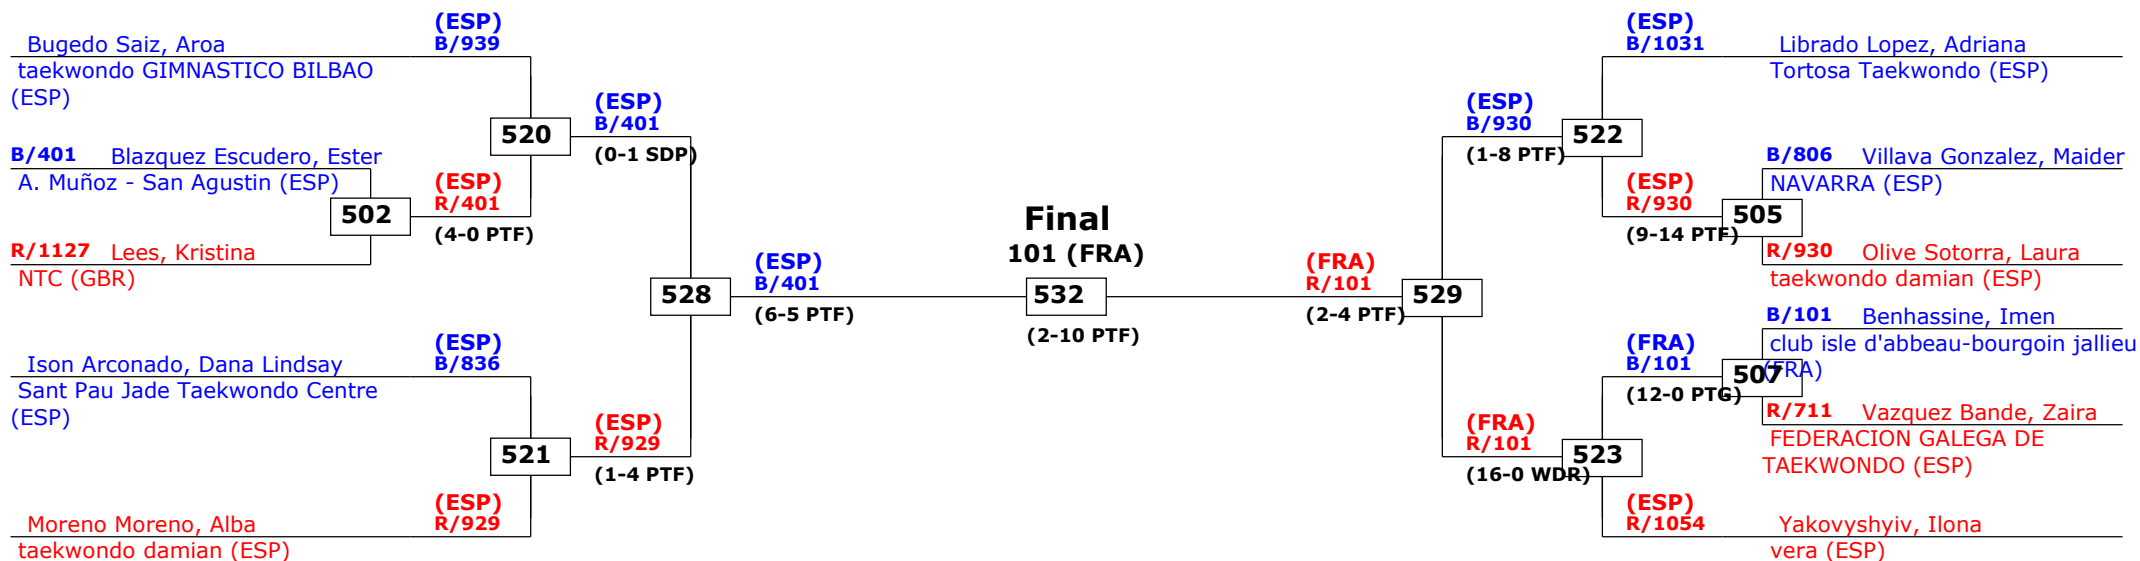 (ESP)
B/939
Bugedo Saiz, Aroa
taekwondo GIMNASTICO BILBAO
(ESP)
520
(ESP)
B/401
(0-1 SDP)
B/401 Blazquez Escudero, Ester
A. Muñoz - San Agustin (ESP)
502
(ESP)
R/401
(4-0 PTF)
R/1127 Lees, Kristina
NTC (GBR)
528
(ESP)
B/401
(6-5 PTF)
(ESP)
B/836
Ison Arconado, Dana Lindsay
Sant Pau Jade Taekwondo Centre
(ESP)
521
(ESP)
R/929
(1-4 PTF)
(ESP)
R/929
Moreno Moreno, Alba
taekwondo damian (ESP)
Final
101 (FRA)
532
(2-10 PTF)
(FRA)
R/101
(2-4 PTF)
529
(ESP)
B/930
(1-8 PTF)
522
(ESP)
B/1031
Librado Lopez, Adriana
Tortosa Taekwondo (ESP)
B/806 Villava Gonzalez, Maider
NAVARRA (ESP)
(ESP)
R/930
(9-14 PTF)
505
R/930 Olive Sotorra, Laura
taekwondo damian (ESP)
B/101 Benhassine, Imen
club isle d'abbeau-bourgoin jallieu
(FRA)
(FRA)
B/101
(12-0 PTG)
507
R/711 Vazquez Bande, Zaira
FEDERACION GALEGA DE
TAEKWONDO (ESP)
(FRA)
R/101
(16-0 WDR)
523
(ESP)
R/1054
Yakovyshyiv, Ilona
vera (ESP)